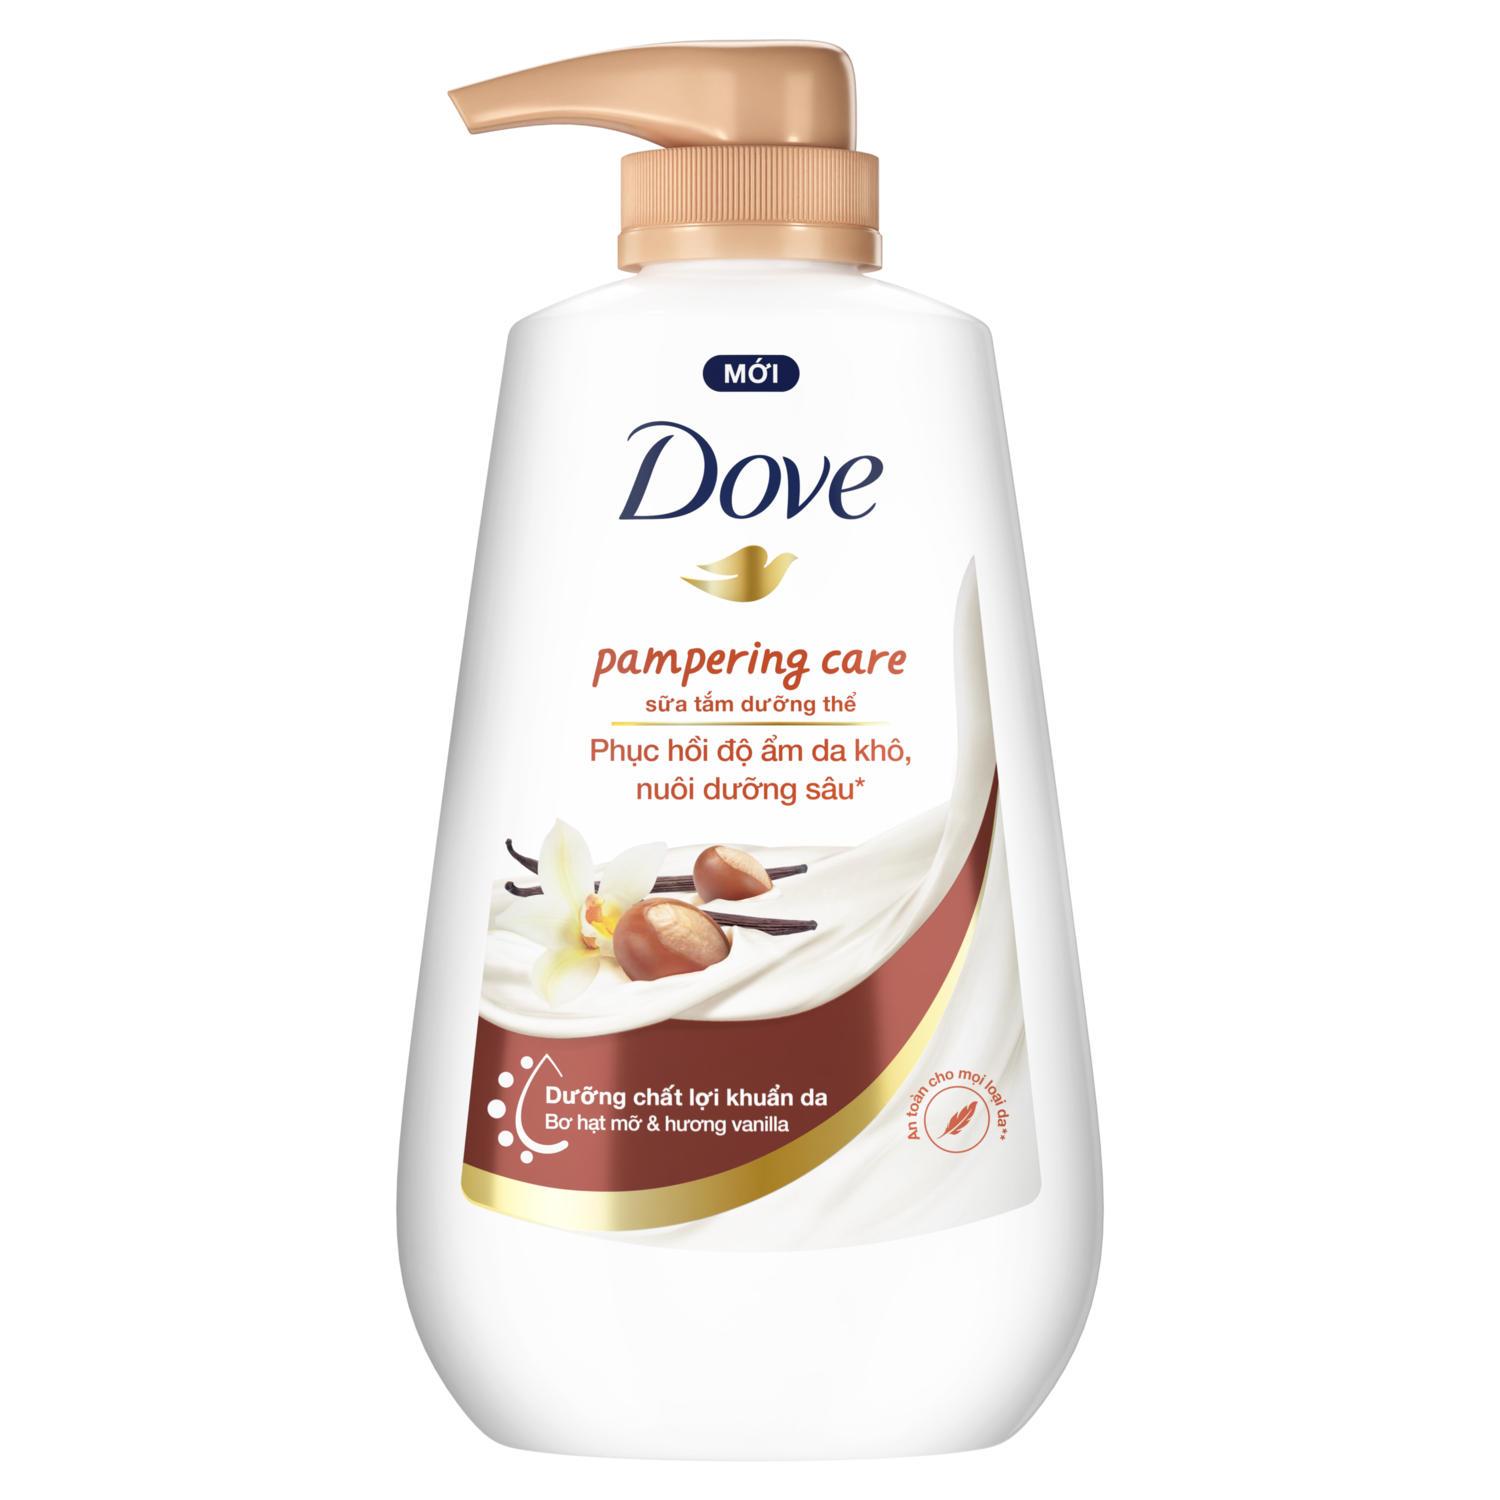 MỚI
Dove
pampering care
sữa tắm dưỡng thể
Phục hồi độ ẩm da khô,
nuôi dưỡng sâu*
Dưỡng chất lợi khuẩn da
Bơ hạt mỡ & hương vanilla
An toàn cho mọi loại da**